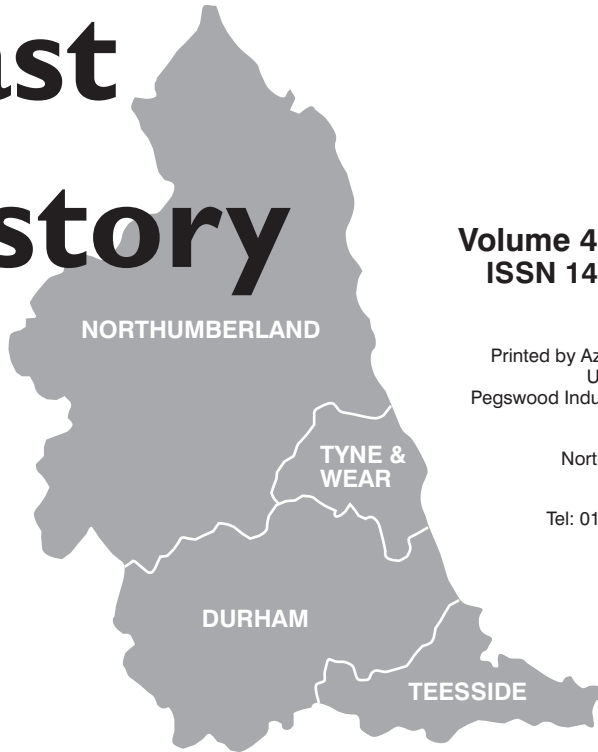 ast
story
Volume 4
ISSN 14
NORTHUMBERLAND
Printed by Az
U
Pegswood Indu
TYNE &
WEAR
Nort
Tel: 01
DURHAM
TEESSIDE